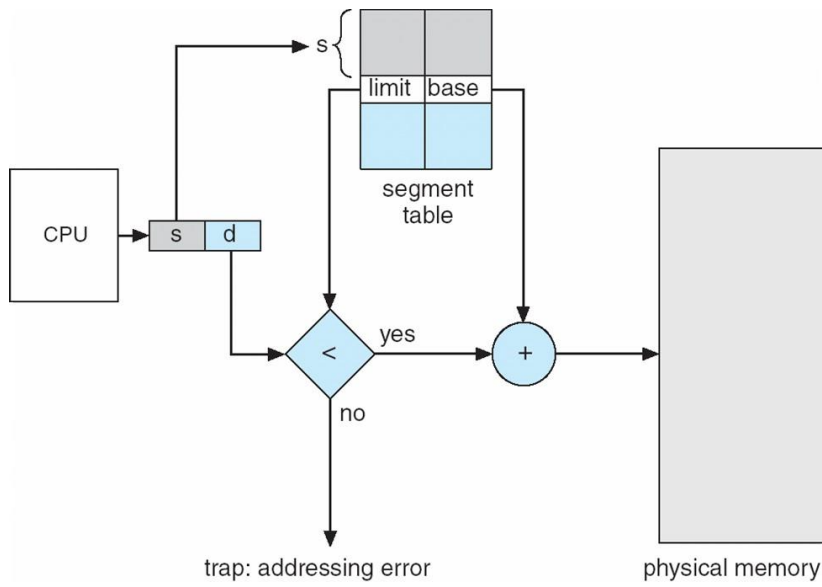 s
limit base
segment
table
CPU
s d
<
yes
+
no
trap: addressing error
physical memory